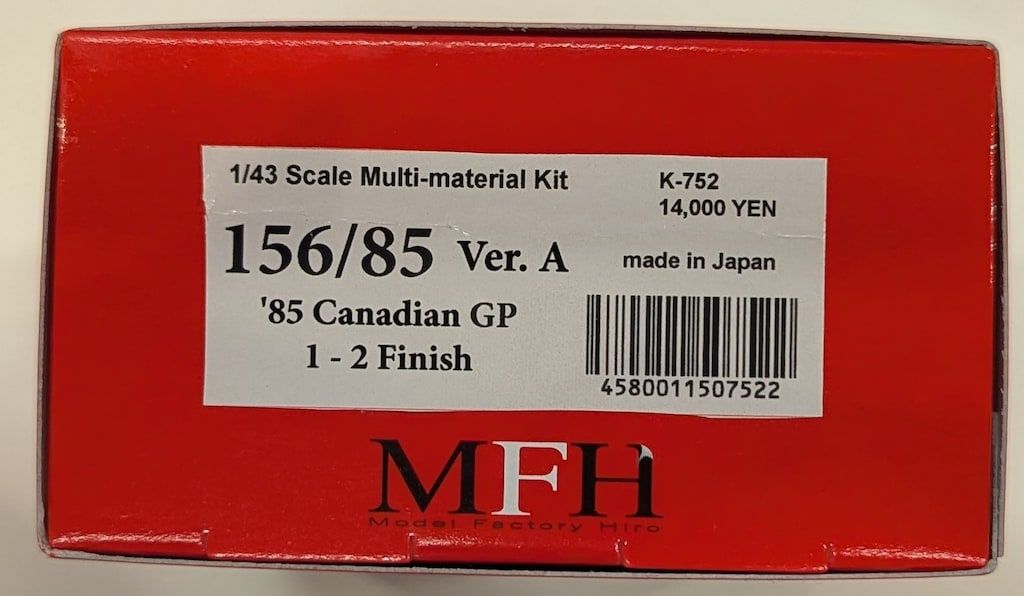 1/43 Scale Multi-material Kit
K-752
14,000 YEN
156/85 Ver. A
made in Japan
'85 Canadian GP
1 - 2 Finish
4580011507522
MFH
Model Factory Hiro